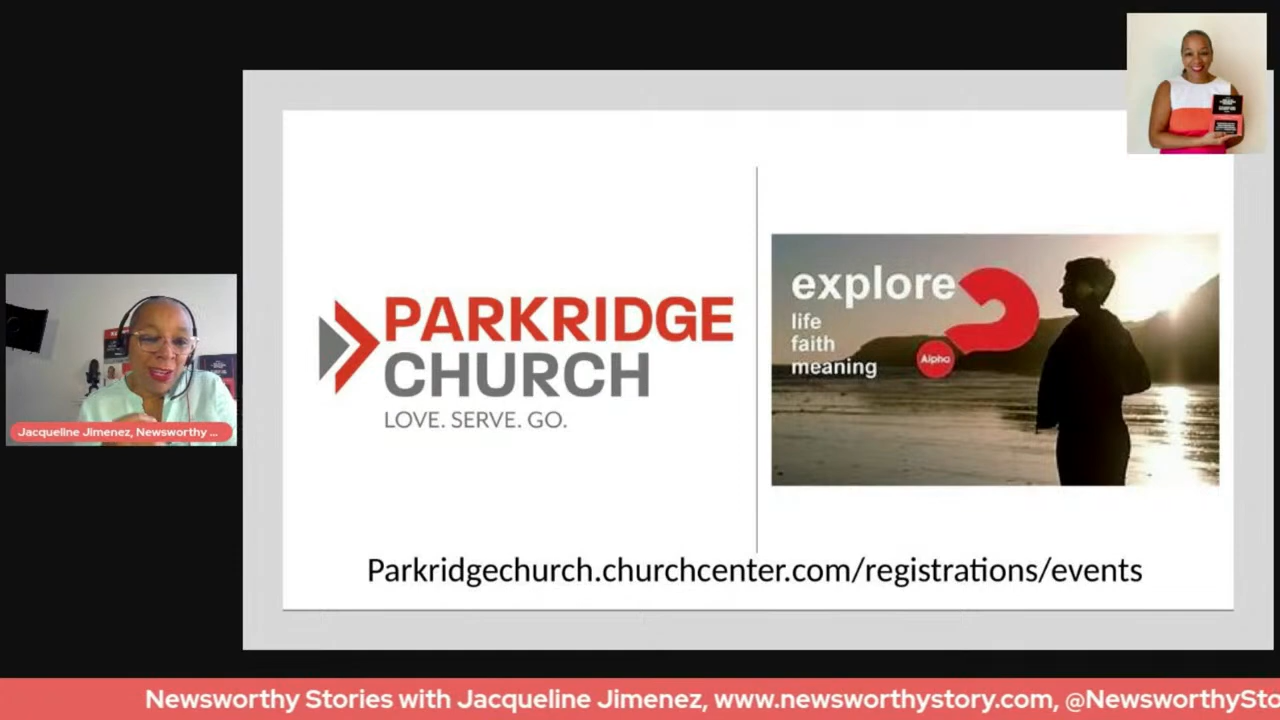 PARKRIDGE
CHURCH
LOVE. SERVE. GO.
explore
life
faith
meaning
Alpha
Parkridgechurch.churchcenter.com/registrations/events
Jacqueline Jimenez, Newsworthy ...
Newsworthy Stories with Jacqueline Jimenez, www.newsworthystory.com, @NewsworthySto